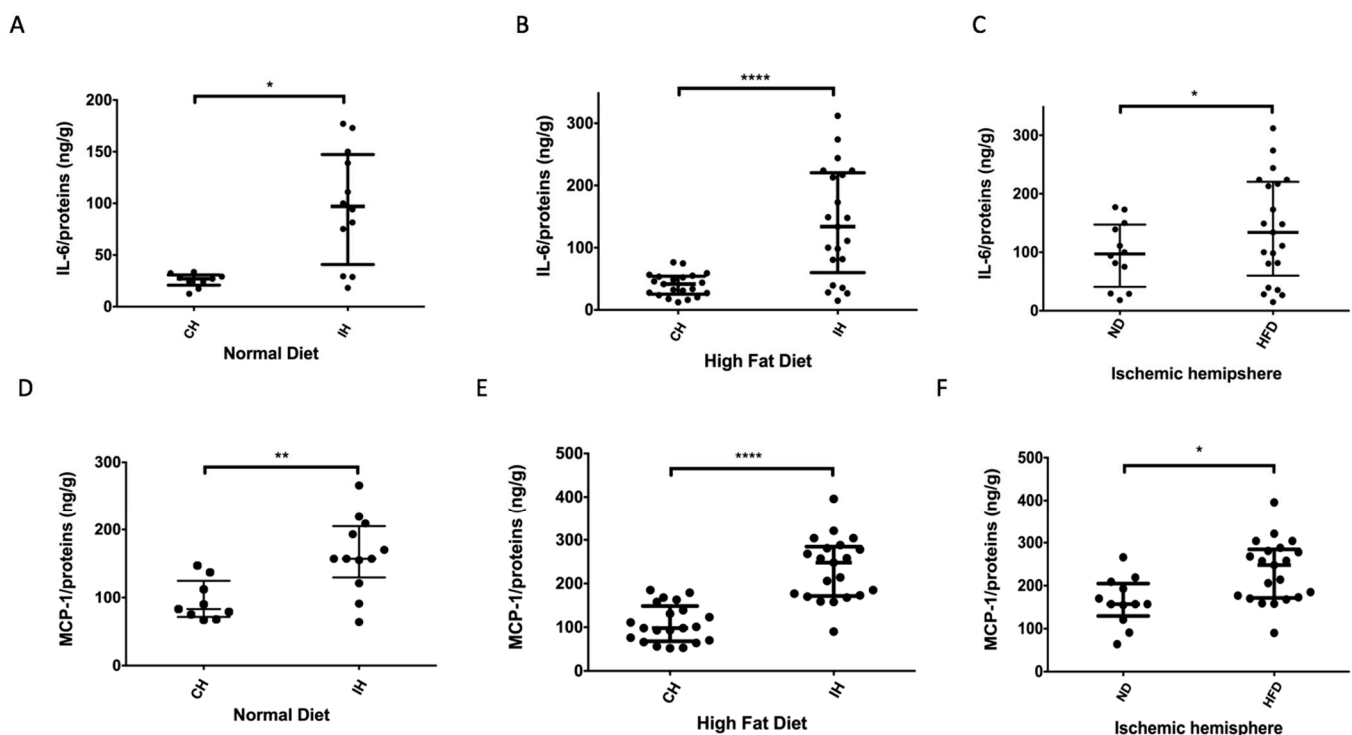 A
B
C
*
****
*
IL-6/proteins (ng/g)
200
150
100
50
0
CH
IH
Normal Diet
IL-6/proteins (ng/g)
300
200
100
0
CH
IH
High Fat Diet
IL-6/proteins (ng/g)
300
200
100
0
ND
HFD
Ischemic hemipshere
D
E
F
**
****
*
MCP-1/proteins (ng/g)
300
200
100
0
CH
IH
Normal Diet
MCP-1/proteins (ng/g)
500
400
300
200
100
0
CH
IH
High Fat Diet
MCP-1/proteins (ng/g)
500
400
300
200
100
0
ND
HFD
Ischemic hemisphere